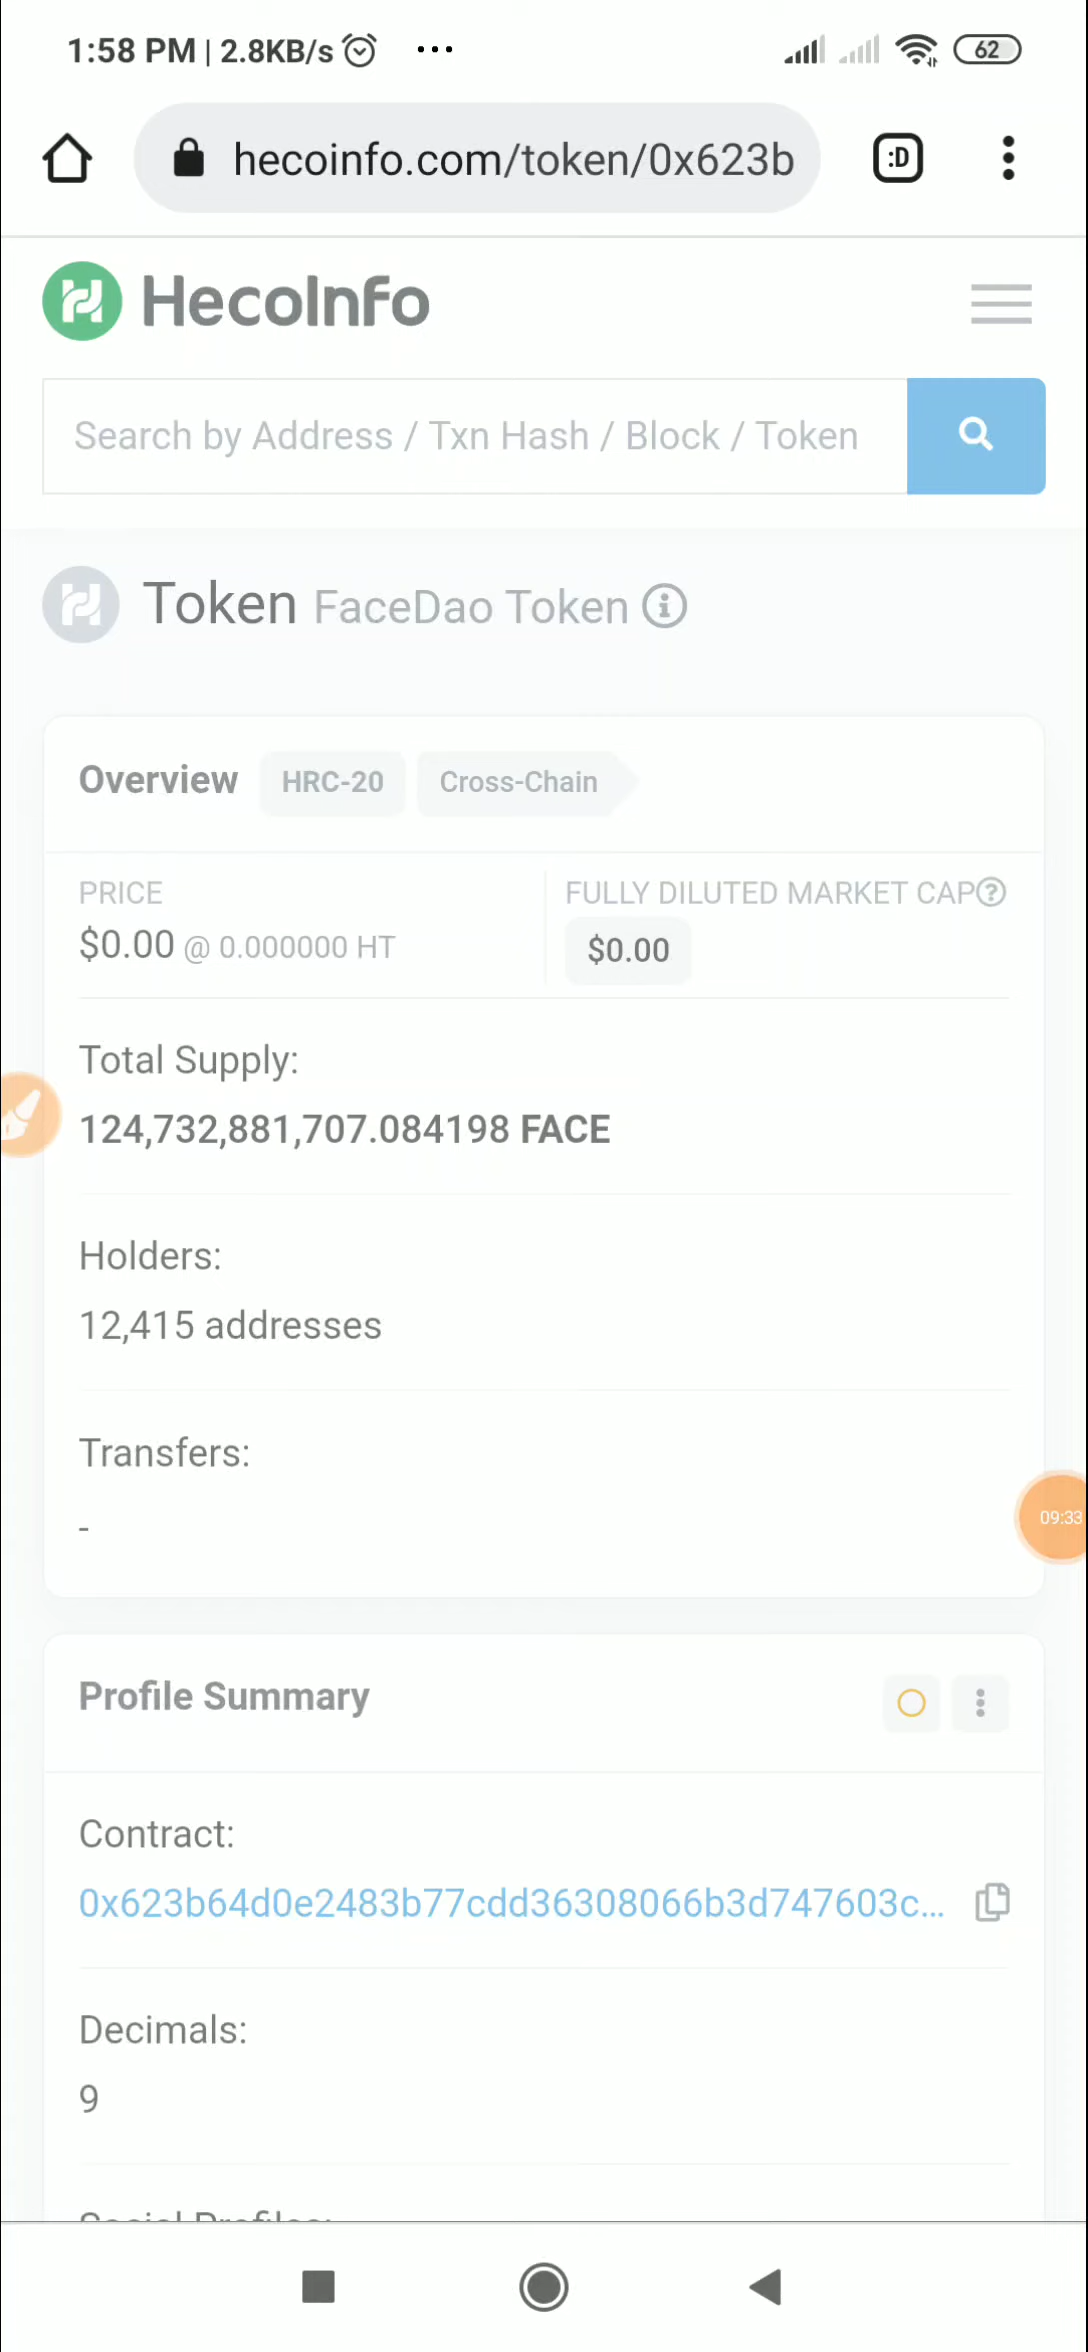 1:58 PM | 2.8KB/s ...
62
hecoinfo.com/token/0x623b
:D
HecoInfo
Search by Address / Txn Hash / Block / Token
Token FaceDao Token
Overview HRC-20 Cross-Chain
PRICE
$0.00 @ 0.000000 HT
FULLY DILUTED MARKET CAP
$0.00
Total Supply:
124,732,881,707.084198 FACE
Holders:
12,415 addresses
Transfers:
-
09:33
Profile Summary
Contract:
0x623b64d0e2483b77cdd36308066b3d747603c...
Decimals:
9
Social Profiles: